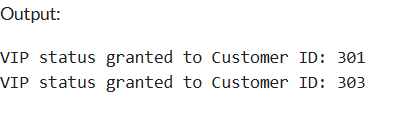 Output:
VIP status granted to Customer ID: 301
VIP status granted to Customer ID: 303